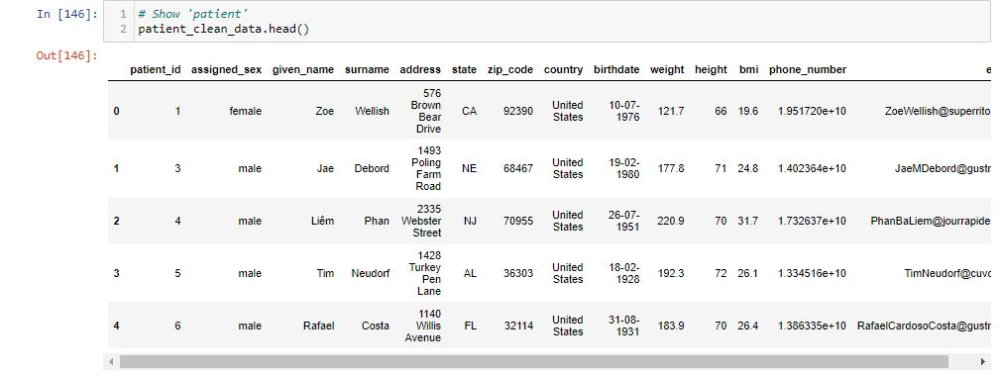 In [146]:
1 # Show 'patient'
2 patient_clean_data.head()
Out[146]:
patient_id assigned_sex given_name surname address state zip_code country birthdate weight height bmi phone_number e
0 1 female Zoe Wellish 576 Brown Bear Drive CA 92390 United States 10-07-1976 121.7 66 19.6 1.951720e+10 ZoeWellish@superrito
1 3 male Jae Debord 1493 Poling Farm Road NE 68467 United States 19-02-1980 177.8 71 24.8 1.402364e+10 JaeMDebord@gustr
2 4 male Liêm Phan 2335 Webster Street NJ 70955 United States 26-07-1951 220.9 70 31.7 1.732637e+10 PhanBaLiem@jourrapide
3 5 male Tim Neudorf 1428 Turkey Pen Lane AL 36303 United States 18-02-1928 192.3 72 26.1 1.334516e+10 TimNeudorf@cuvo
4 6 male Rafael Costa 1140 Willis Avenue FL 32114 United States 31-08-1931 183.9 70 26.4 1.386335e+10 RafaelCardosoCosta@gustr